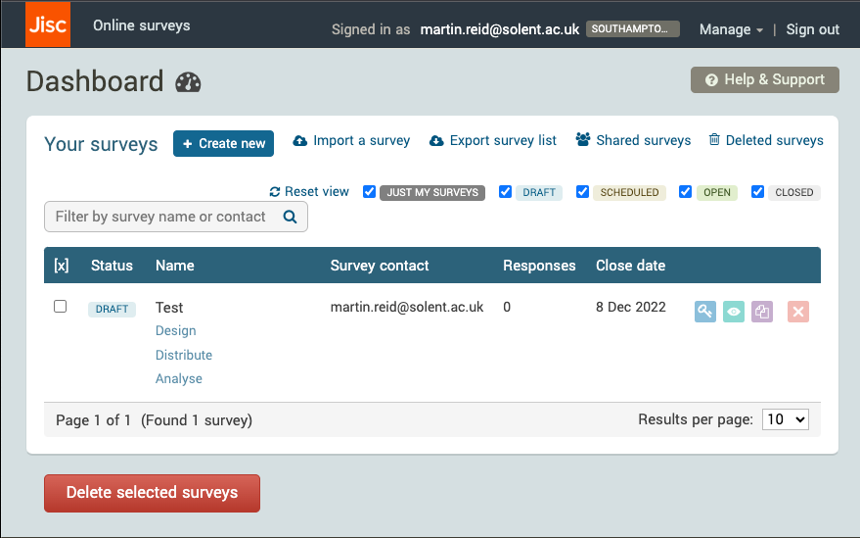 Jisc Online surveys Signed in as martin.reid@solent.ac.uk SOUTHAMPTO... Manage | Sign out
Dashboard Help & Support
Your surveys + Create new Import a survey Export survey list Shared surveys Deleted surveys
Reset view JUST MY SURVEYS DRAFT SCHEDULED OPEN CLOSED
Filter by survey name or contact
[x] Status Name Survey contact Responses Close date
DRAFT Test martin.reid@solent.ac.uk 0 8 Dec 2022
Design
Distribute
Analyse
Page 1 of 1 (Found 1 survey) Results per page: 10
Delete selected surveys